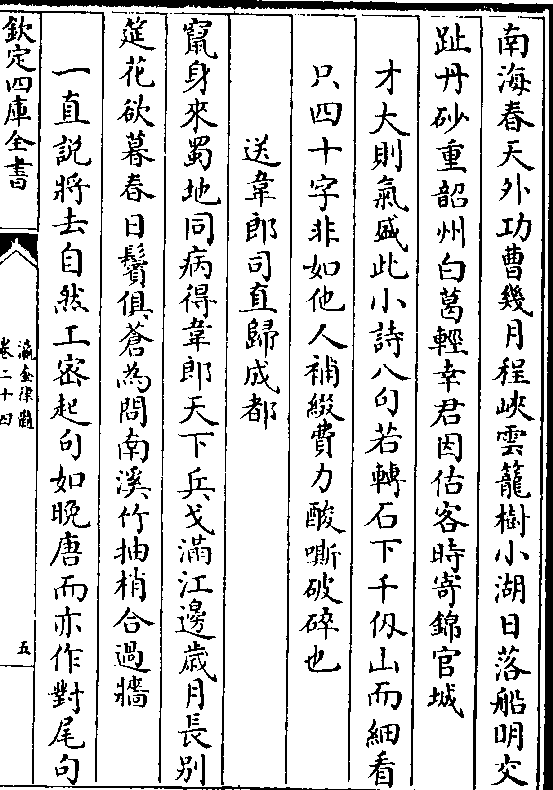 南海春天外功曹幾月程峽雲籠樹小湖日落船明交
趾丹砂重韶州白葛輕幸君因估客時寄錦官城
才大則氣盛此小詩八句若轉石下千仭山而細看
只四十字非如他人補綴費力酸嘶破碎也
送韋郎司直歸成都
竄身來蜀地同病得韋郎天下兵戈滿江邊歲月長别
筵花欲暮春日鬢俱蒼為問南溪竹抽梢合過牆
一直說將去自然工密起句如晚唐而亦作對尾句
欽定四庫全書
瀛奎律髓
卷二十四
五